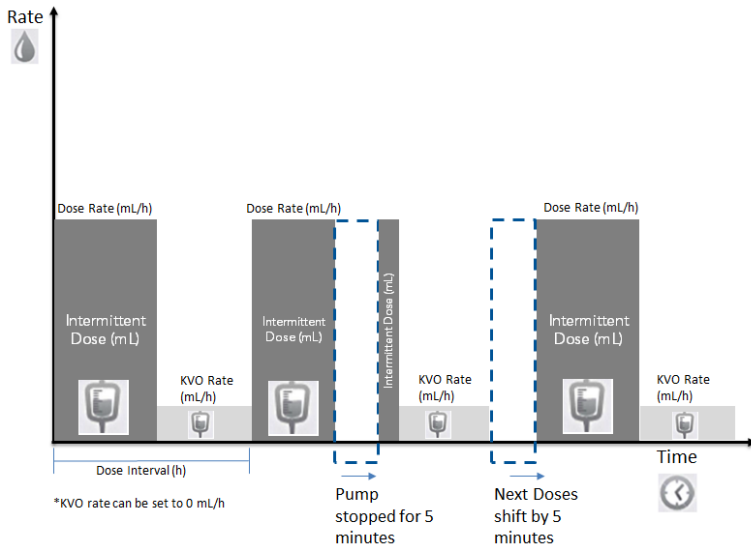 Rate
Dose Rate (mL/h)
Dose Rate (mL/h)
Dose Rate (mL/h)
Intermittent
Dose (mL)
KVO Rate
(mL/h)
Intermittent
Dose (mL)
Intermittent Dose (mL)
KVO Rate
(mL/h)
Intermittent
Dose (mL)
KVO Rate
(mL/h)
Time
Dose Interval (h)
*KVO rate can be set to 0 mL/h
Pump
stopped for 5
minutes
Next Doses
shift by 5
minutes